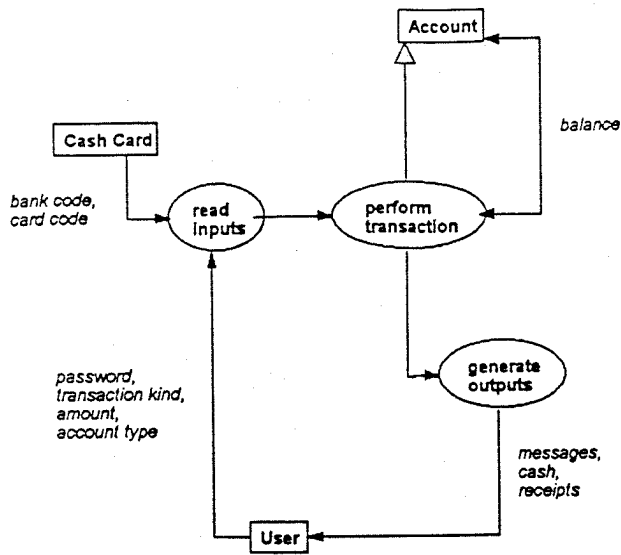 Account
balance
Cash Card
bank code,
card code
read
inputs
perform
transaction
generate
outputs
password,
transaction kind,
amount,
account type
messages,
cash,
receipts
User